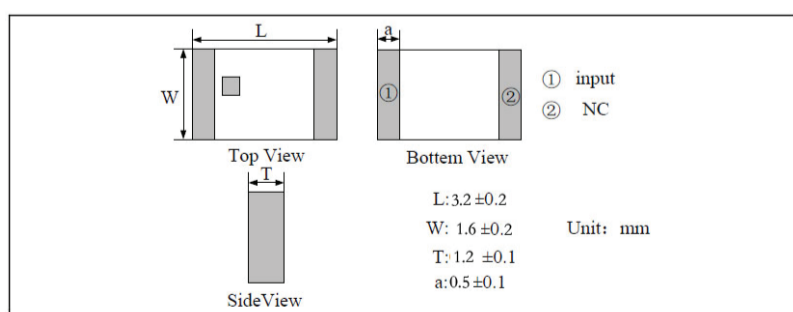 L
a
W
① ② ① input
② NC
Top View
Bottem View
T
L:3.2 ±0.2
W: 1.6 ±0.2 Unit: mm
T: 1.2 ±0.1
a:0.5 ±0.1
SideView